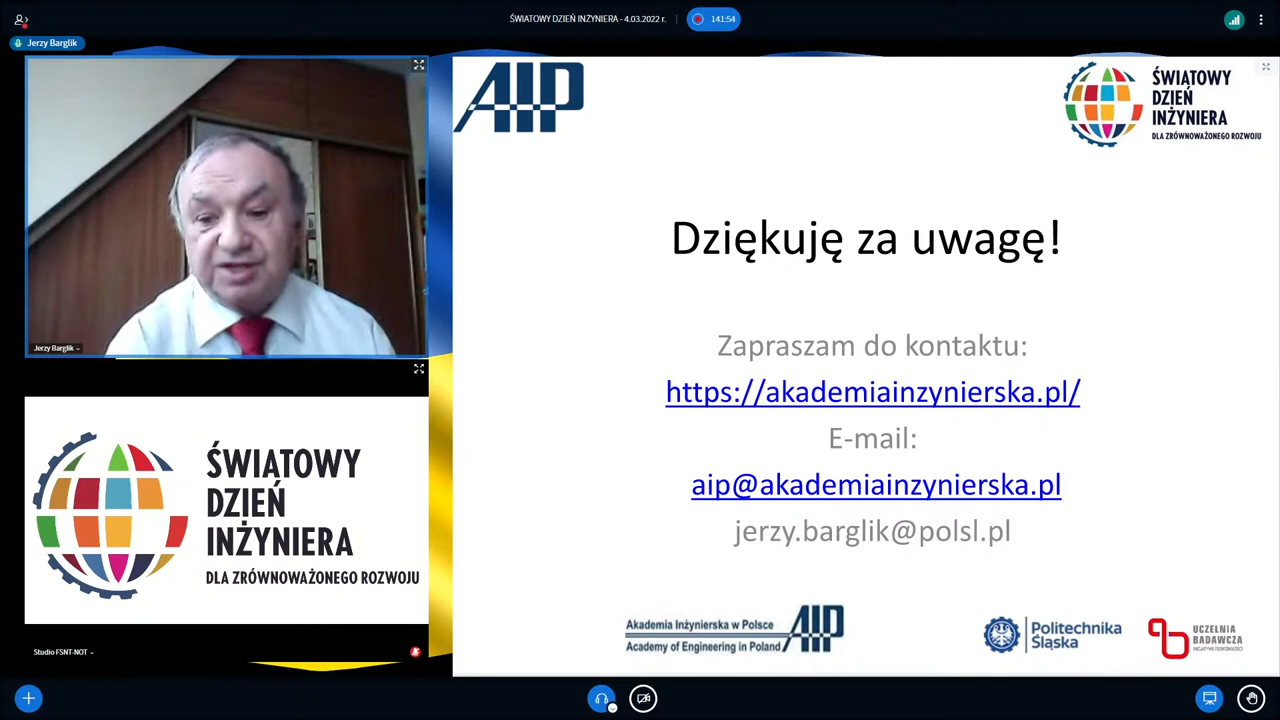 ŚWIATOWY DZIEŃ INŻYNIERA - 4.03.2022 r.
141:54
Jerzy Barglik
Jerzy Barglik
AIP
ŚWIATOWY
DZIEŃ
INŻYNIERA
DLA ZRÓWNOWAŻONEGO ROZWOJU
Dziękuję za uwagę!
Zapraszam do kontaktu:
https://akademiainzynierska.pl/
E-mail:
aip@akademiainzynierska.pl
jerzy.barglik@polsl.pl
ŚWIATOWY
DZIEŃ
INŻYNIERA
DLA ZRÓWNOWAŻONEGO ROZWOJU
Studio FSNT-NOT
Akademia Inżynierska w Polsce
Academy of Engineering in Poland
AIP
Politechnika
Śląska
UCZELNIA
BADAWCZA
INICJATYWA DOSKONAŁOŚCI